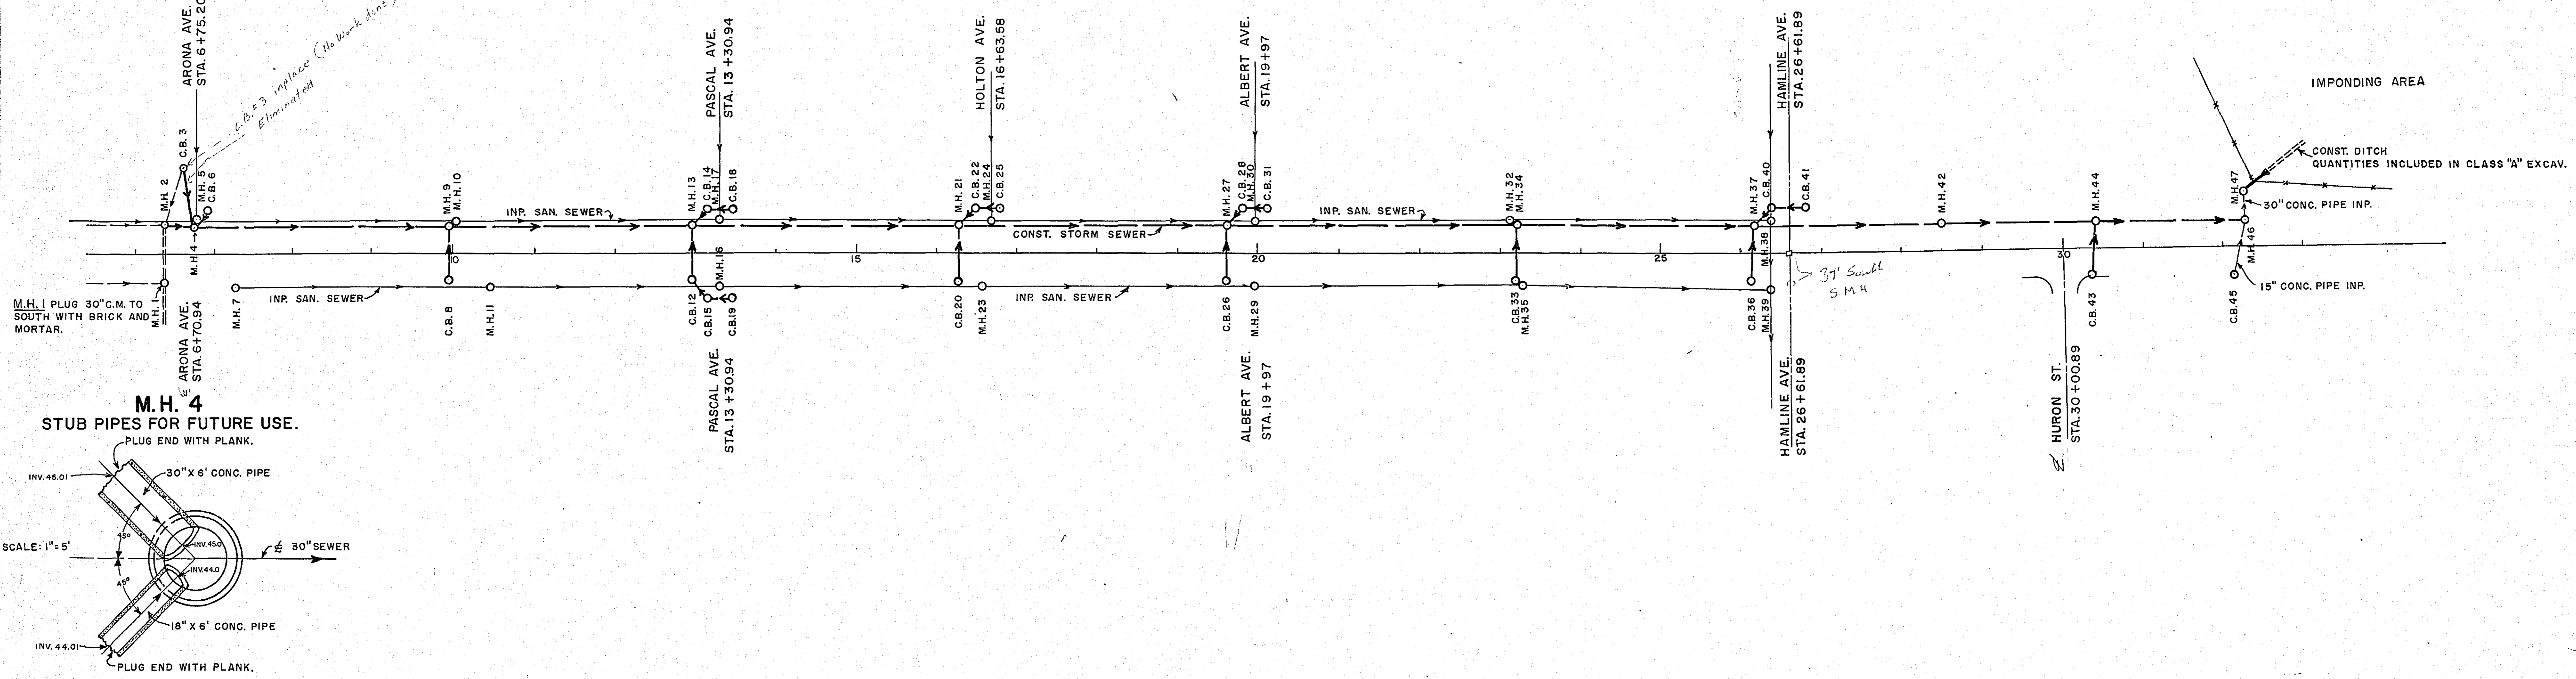 ARONA AVE.
STA. 6+75.20
C.B.#3 inplace (No Work done)
Eliminated
PASCAL AVE.
STA. 13+30.94
HOLTON AVE.
STA. 16+63.58
ALBERT AVE.
STA. 19+97
HAMLINE AVE.
STA. 26+61.89
IMPONDING AREA
CONST. DITCH
QUANTITIES INCLUDED IN CLASS "A" EXCAV.
M.H. 2
C.B. 3
M.H. 5
C.B. 6
M.H. 9
M.H. 10
M.H. 13
C.B. 14
M.H. 17
C.B. 18
M.H. 21
C.B. 22
M.H. 24
C.B. 25
M.H. 27
C.B. 28
M.H. 30
C.B. 31
M.H. 32
M.H. 34
M.H. 37
C.B. 40
C.B. 41
M.H. 42
M.H. 44
M.H. 47
30" CONC. PIPE INP.
INP. SAN. SEWER
INP. SAN. SEWER
CONST. STORM SEWER
M.H. 4
10
M.H. 16
15
20
25
M.H. 38
30
M.H. 46
37' South
S.M.H
15" CONC. PIPE INP.
INP. SAN. SEWER
INP. SAN. SEWER
M.H. 1 PLUG 30" C.M. TO
SOUTH WITH BRICK AND
MORTAR.
M.H. 1
M.H. 7
C.B. 8
M.H. 11
C.B. 12
C.B. 15
C.B. 19
C.B. 20
M.H. 23
C.B. 26
M.H. 29
C.B. 33
M.H. 35
C.B. 36
M.H. 39
C.B. 43
C.B. 45
ARONA AVE.
STA. 6+70.94
PASCAL AVE.
STA. 13+30.94
ALBERT AVE.
STA. 19+97
HAMLINE AVE.
STA. 26+61.89
HURON ST.
STA. 30+00.89
M.H. 4
STUB PIPES FOR FUTURE USE.
PLUG END WITH PLANK.
30" X 6' CONC. PIPE
INV. 45.01
45°
INV. 45.0
SCALE: 1"= 5'
℄ 30" SEWER
INV. 44.0
45°
18" X 6' CONC. PIPE
INV. 44.01
PLUG END WITH PLANK.